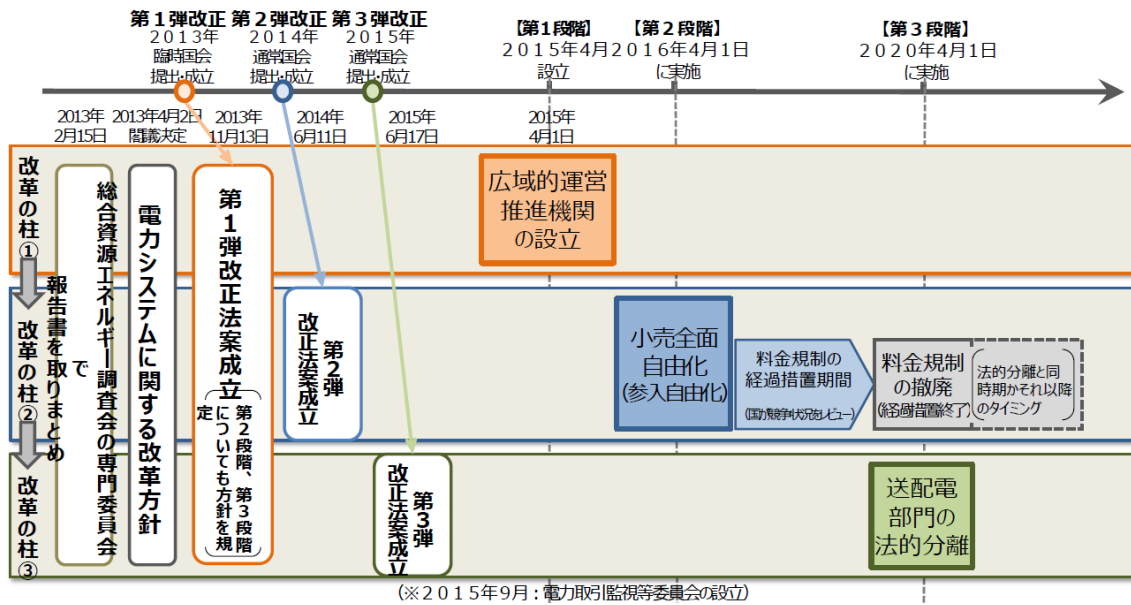 第1弾改正
2013年
臨時国会
提出・成立
第2弾改正
2014年
通常国会
提出・成立
第3弾改正
2015年
通常国会
提出・成立
【第1段階】
2015年4月
設立
【第2段階】
2016年4月1日
に実施
【第3段階】
2020年4月1日
に実施
2013年
2月15日
2013年4月2日
閣議決定
2013年
11月13日
2014年
6月11日
2015年
6月17日
2015年
4月1日
改革の柱①
改革の柱②
改革の柱③
総合資源エネルギー調査会の専門委員会
で
報告書を取りまとめ
電力システムに関する改革方針
第1弾改正法案成立
第2段階、第3段階
についても方針を規
定
第2弾
改正法案成立
第3弾
改正法案成立
広域的運営
推進機関
の設立
小売全面
自由化
(参入自由化)
料金規制の
経過措置期間
(国が競争状況をレビュー)
料金規制
の撤廃
(経過措置終了)
法的分離と同
時期かそれ以降
のタイミング
送配電
部門の
法的分離
(※2015年9月:電力取引監視等委員会の設立)